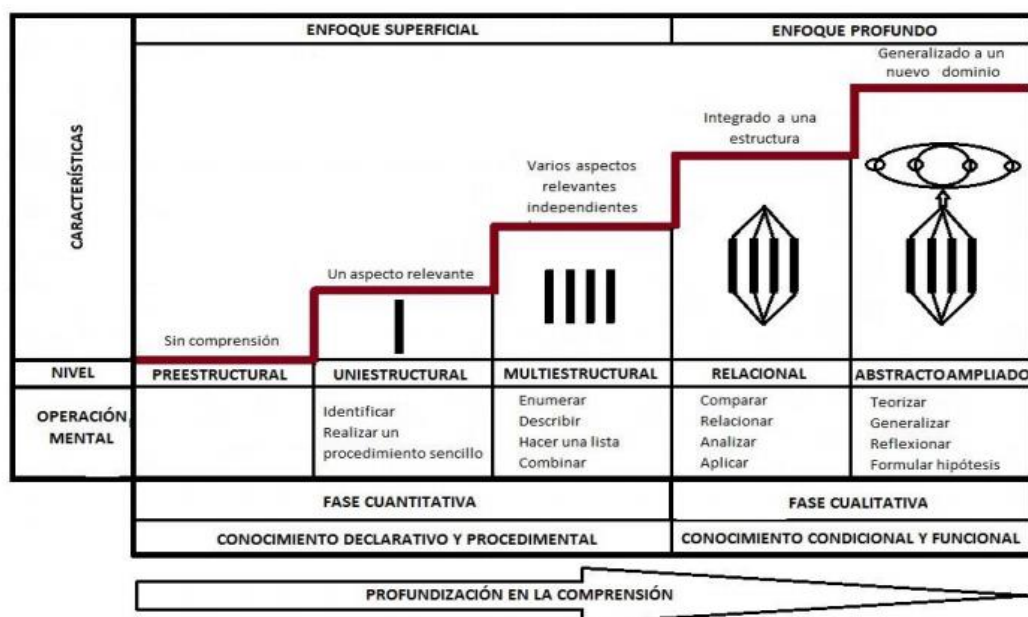 ENFOQUE SUPERFICIAL
ENFOQUE PROFUNDO
CARACTERÍSTICAS
Sin comprensión
Un aspecto relevante
Varios aspectos
relevantes
independientes
Integrado a una
estructura
Generalizado a un
nuevo dominio
NIVEL
PREESTRUCTURAL
UNIESTRUCTURAL
MULTIESTRUCTURAL
RELACIONAL
ABSTRACTO AMPLIADO
OPERACIÓN
MENTAL
Identificar
Realizar un
procedimiento sencillo
Enumerar
Describir
Hacer una lista
Combinar
Comparar
Relacionar
Analizar
Aplicar
Teorizar
Generalizar
Reflexionar
Formular hipótesis
FASE CUANTITATIVA
FASE CUALITATIVA
CONOCIMIENTO DECLARATIVO Y PROCEDIMENTAL
CONOCIMIENTO CONDICIONAL Y FUNCIONAL
PROFUNDIZACIÓN EN LA COMPRENSIÓN